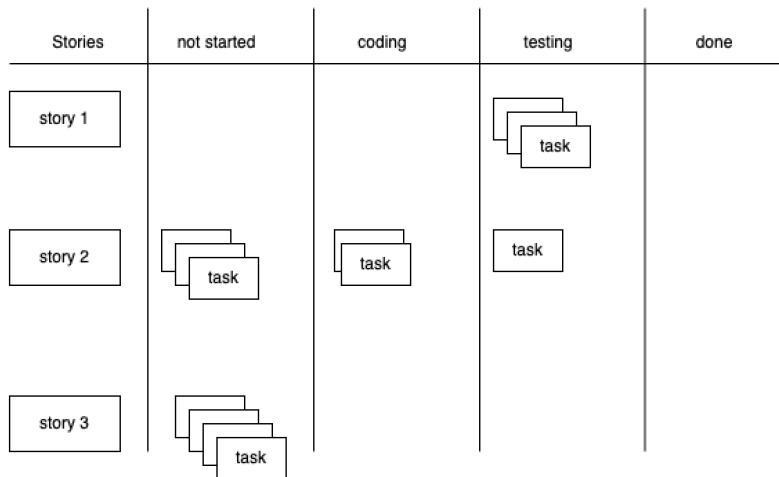 Stories not started coding testing done
story 1
task
story 2
task task task
story 3
task